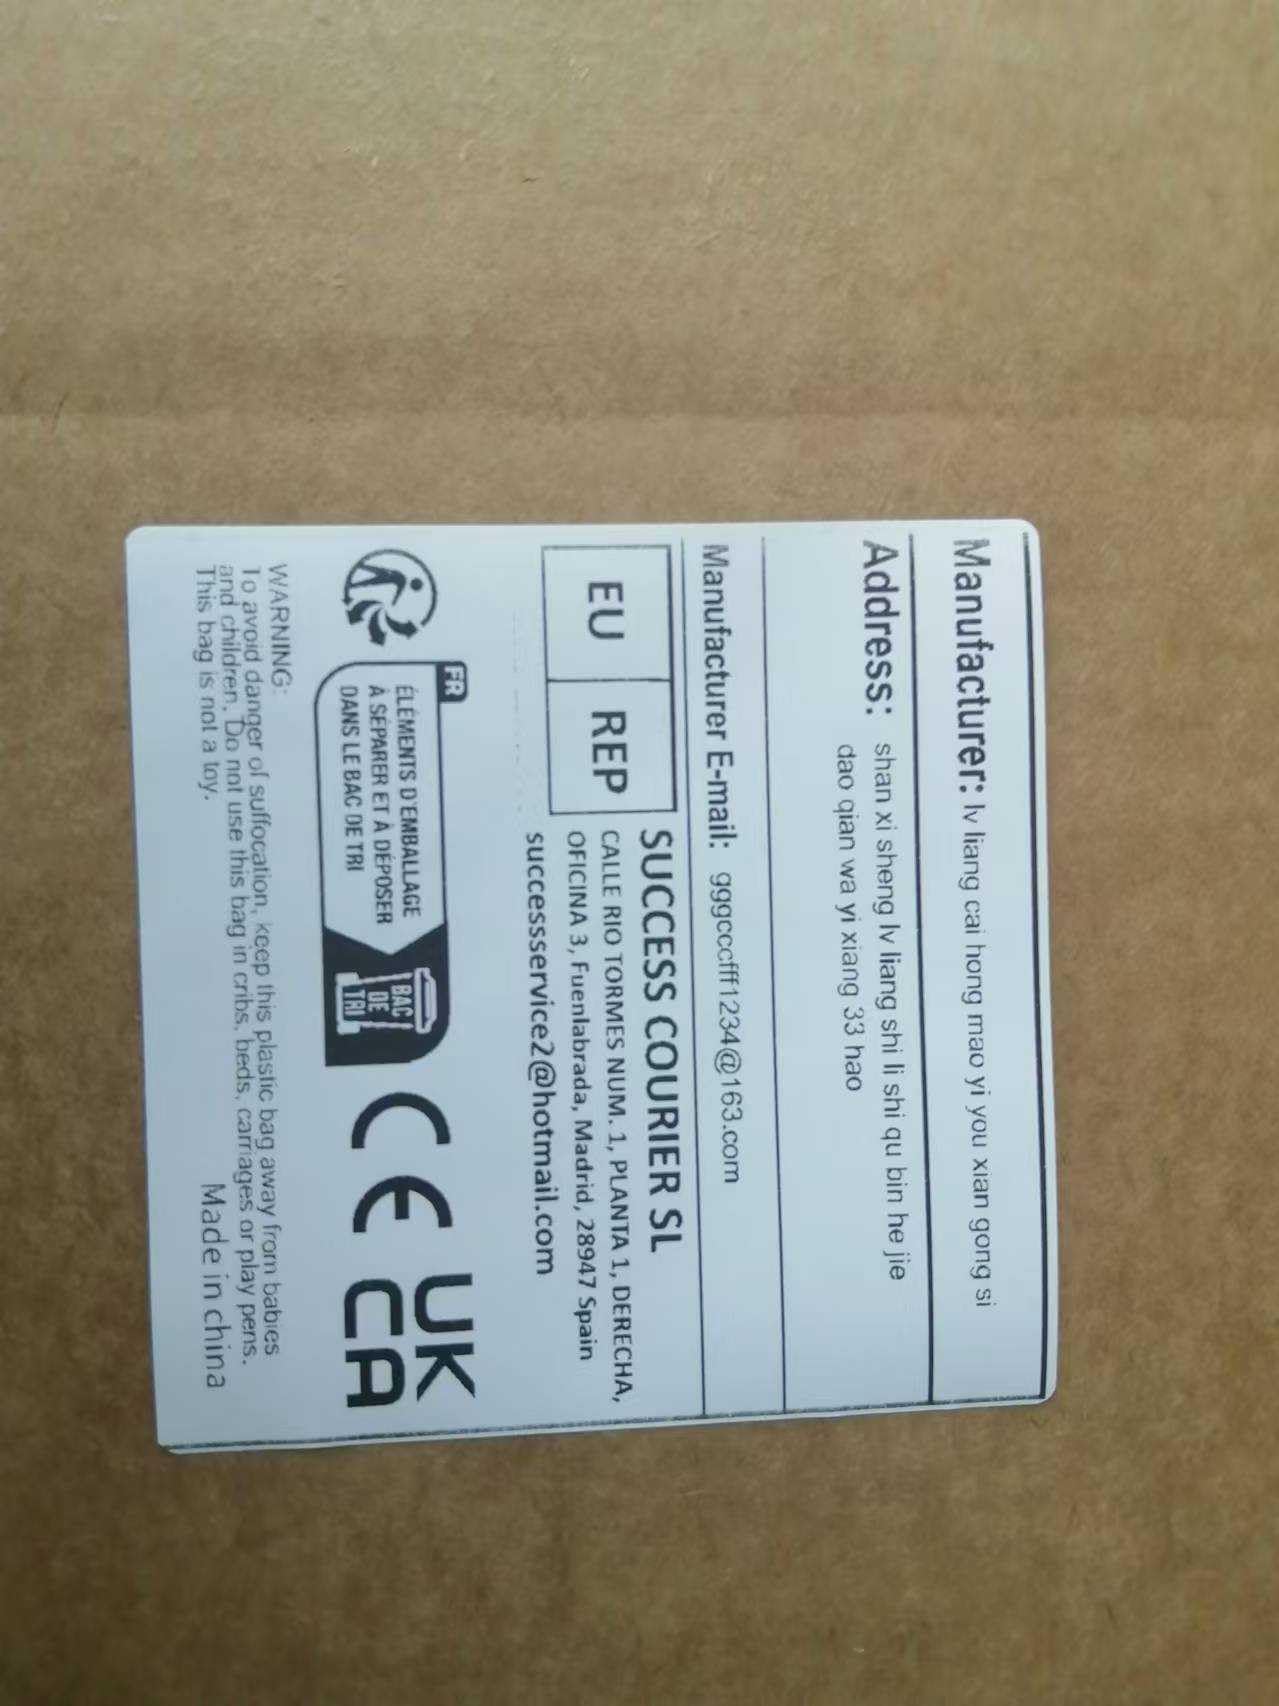 Manufacturer: lv liang cai hong mao yi you xian gong si
Address: shan xi sheng lv liang shi li shi qu bin he jie
dao qian wa yi xiang 33 hao
Manufacturer E-mail: gggcccfff1234@163.com
EU REP
SUCCESS COURIER SL
CALLE RIO TORMES NUM. 1, PLANTA 1, DERECHA,
OFICINA 3, Fuenlabrada, Madrid, 28947 Spain
successservice2@hotmail.com
FR
ÉLÉMENTS D'EMBALLAGE
À SÉPARER ET À DÉPOSER
DANS LE BAC DE TRI
BAC
DE
TRI
CE
UK
CA
WARNING:
To avoid danger of suffocation, keep this plastic bag away from babies
and children. Do not use this bag in cribs, beds, carriages or play pens.
This bag is not a toy.
Made in china